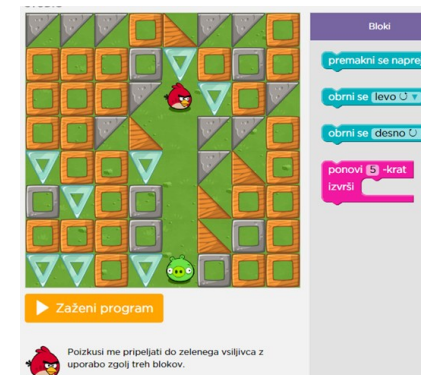 Bloki
premakni se napre
obrni se levo ↺ ▾
obrni se desno ↻
ponovi 5 -krat
izvrši
Zaženi program
Poizkusi me pripeljati do zelenega vsiljivca z
uporabo zgolj treh blokov.